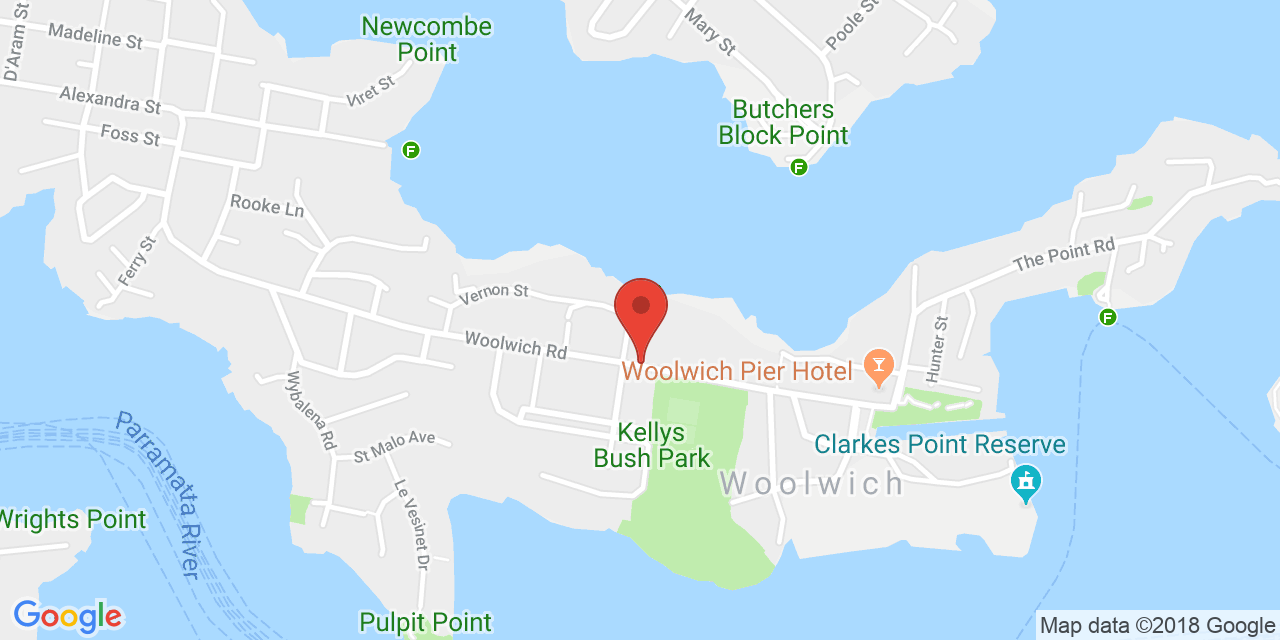 Newcombe
Point
Mary St
Poole St
D'Aram St
Madeline St
Alexandra St
Viret St
Foss St
Butchers
Block Point
F
F
Rooke Ln
Ferry St
The Point Rd
Vernon St
F
Woolwich Rd
Hunter St
Woolwich Pier Hotel
Wybalena Rd
St Malo Ave
Kellys
Bush Park
Clarkes Point Reserve
Parramatta River
Le Vesinet Dr
Woolwich
Wrights Point
Pulpit Point
Google
Map data ©2018 Google